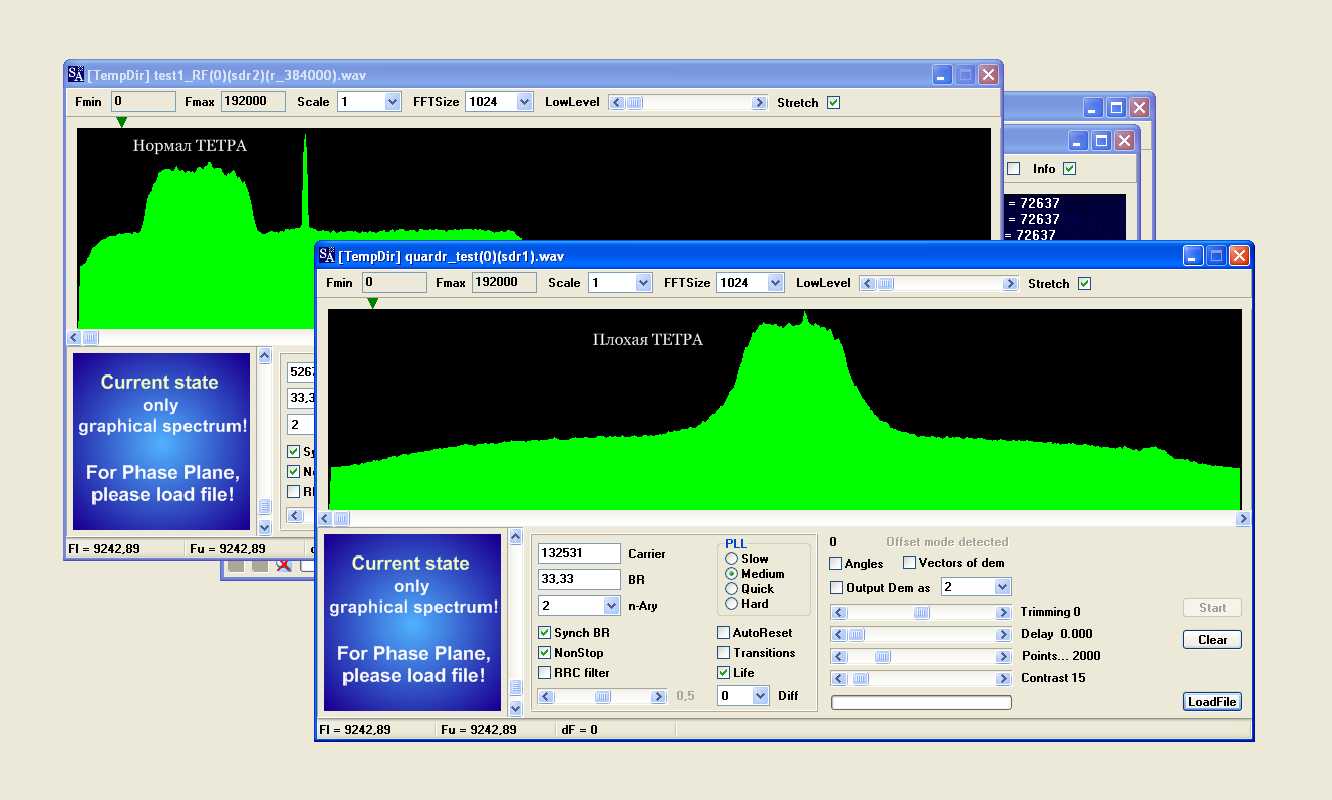 [TempDir] test1_RF(0)(sdr2)(r_384000).wav
Fmin 0 Fmax 192000 Scale 1 FFTSize 1024 LowLevel Stretch
Нормал ТЕТРА
Info
= 72637
= 72637
= 72637
[TempDir] quardr_test(0)(sdr1).wav
Fmin 0 Fmax 192000 Scale 1 FFTSize 1024 LowLevel Stretch
Плохая ТЕТРА
Current state
only
graphical spectrum!
For Phase Plane,
please load file!
33,3
2
Fl = 9242,89 Fu = 9242,89
Current state
only
graphical spectrum!
For Phase Plane,
please load file!
132531 Carrier
33,33 BR
2 n-Ary
Synch BR
NonStop
RRC filter
0,5
PLL
Slow
Medium
Quick
Hard
AutoReset
Transitions
Life
0 Diff
0 Offset mode detected
Angles Vectors of dem
Output Dem as 2
Trimming 0
Delay 0.000
Points... 2000
Contrast 15
Start
Clear
LoadFile
Fl = 9242,89 Fu = 9242,89 dF = 0